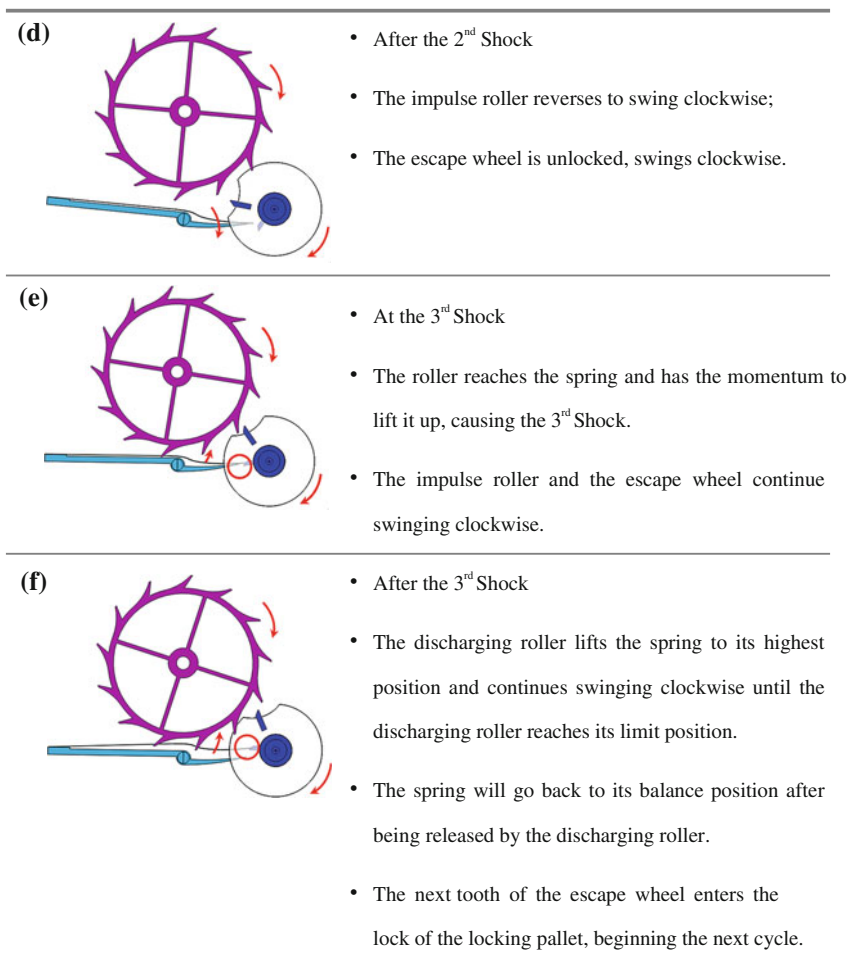 (d)
• After the 2nd Shock
• The impulse roller reverses to swing clockwise;
• The escape wheel is unlocked, swings clockwise.
(e)
• At the 3rd Shock
• The roller reaches the spring and has the momentum to
lift it up, causing the 3rd Shock.
• The impulse roller and the escape wheel continue
swinging clockwise.
(f)
• After the 3rd Shock
• The discharging roller lifts the spring to its highest
position and continues swinging clockwise until the
discharging roller reaches its limit position.
• The spring will go back to its balance position after
being released by the discharging roller.
• The next tooth of the escape wheel enters the
lock of the locking pallet, beginning the next cycle.